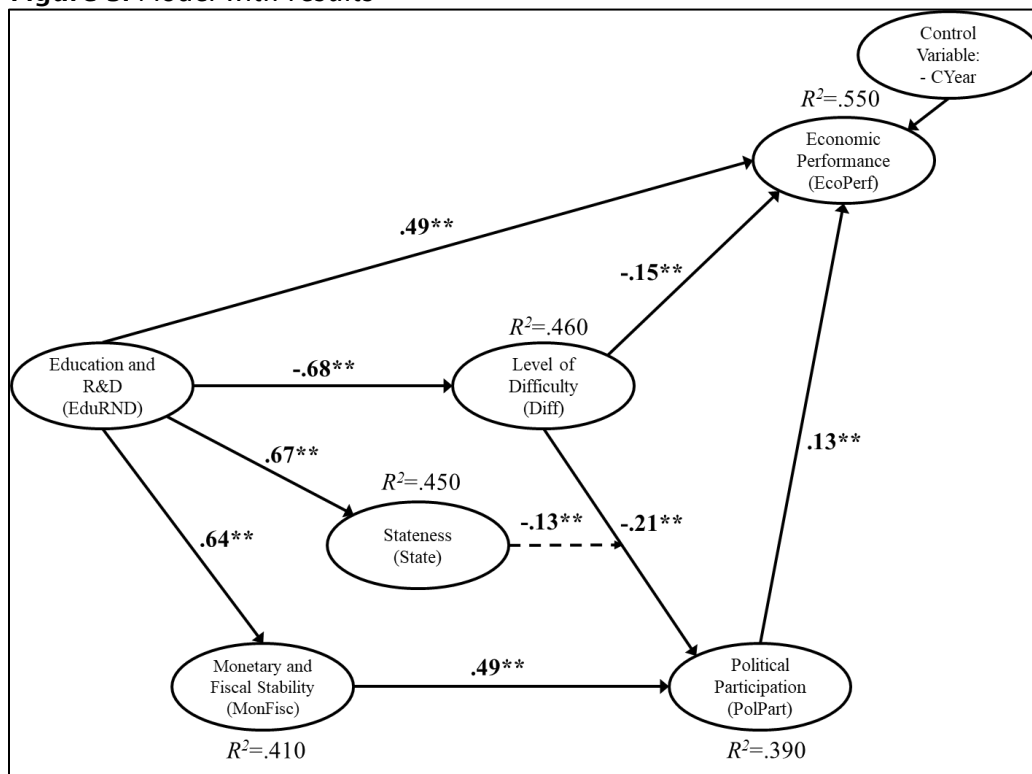 Figure 3. Model with results
Control
Variable:
- CYear
R²=.550
Economic
Performance
(EcoPerf)
.49**
-.15**
R²=.460
Education and
R&D
(EduRND)
-.68**
Level of
Difficulty
(Diff)
.67**
.13**
R²=.450
Stateness
(State)
-.13**
-.21**
.64**
Monetary and
Fiscal Stability
(MonFisc)
.49**
Political
Participation
(PolPart)
R²=.410
R²=.390